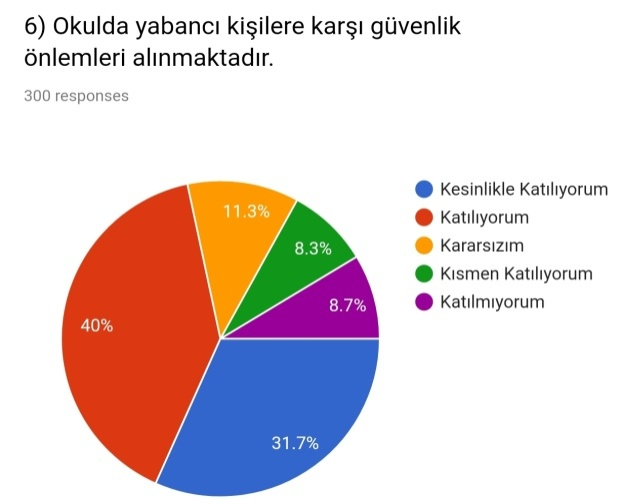 6) Okulda yabancı kişilere karşı güvenlik
önlemleri alınmaktadır.
300 responses
11.3%
8.3%
8.7%
40%
31.7%
Kesinlikle Katılıyorum
Katılıyorum
Kararsızım
Kısmen Katılıyorum
Katılmıyorum